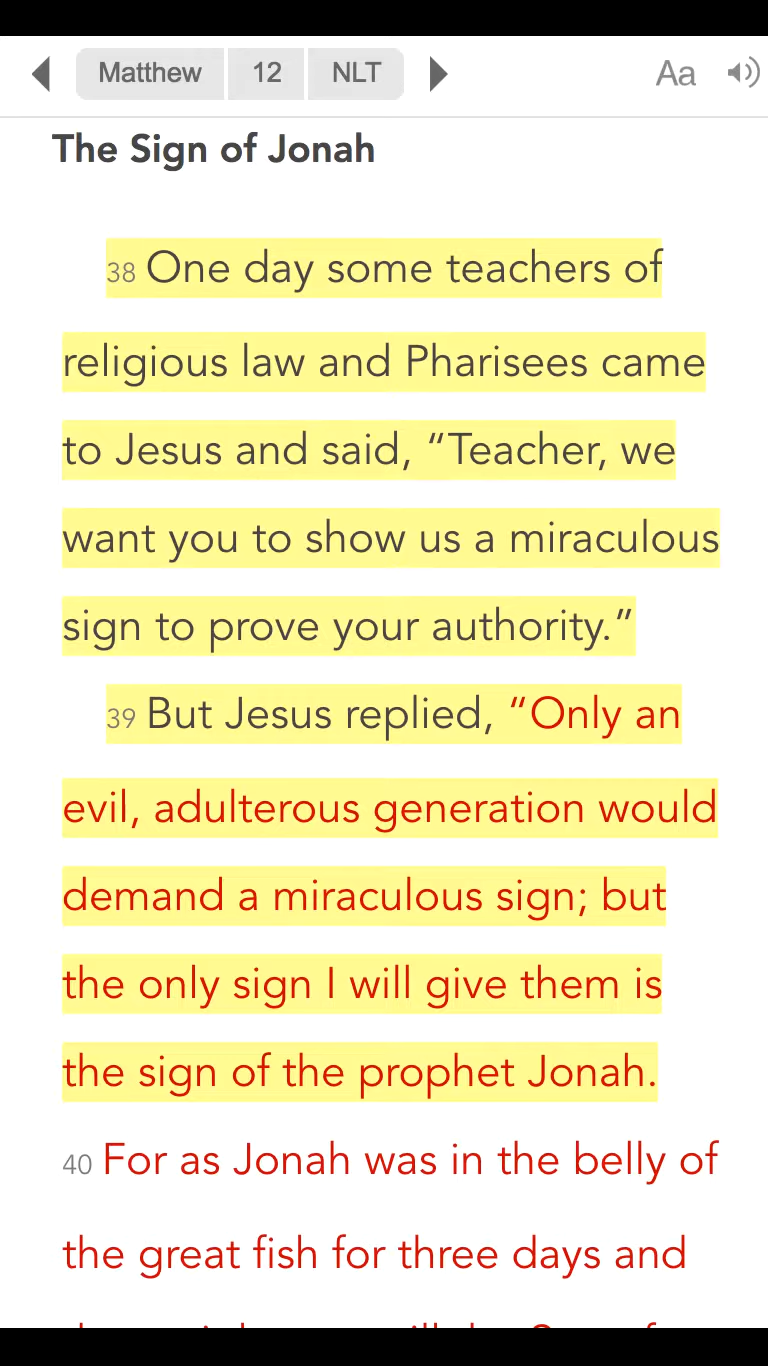 Matthew 12 NLT Aa
The Sign of Jonah
38 One day some teachers of
religious law and Pharisees came
to Jesus and said, “Teacher, we
want you to show us a miraculous
sign to prove your authority.”
39 But Jesus replied, “Only an
evil, adulterous generation would
demand a miraculous sign; but
the only sign I will give them is
the sign of the prophet Jonah.
40 For as Jonah was in the belly of
the great fish for three days and